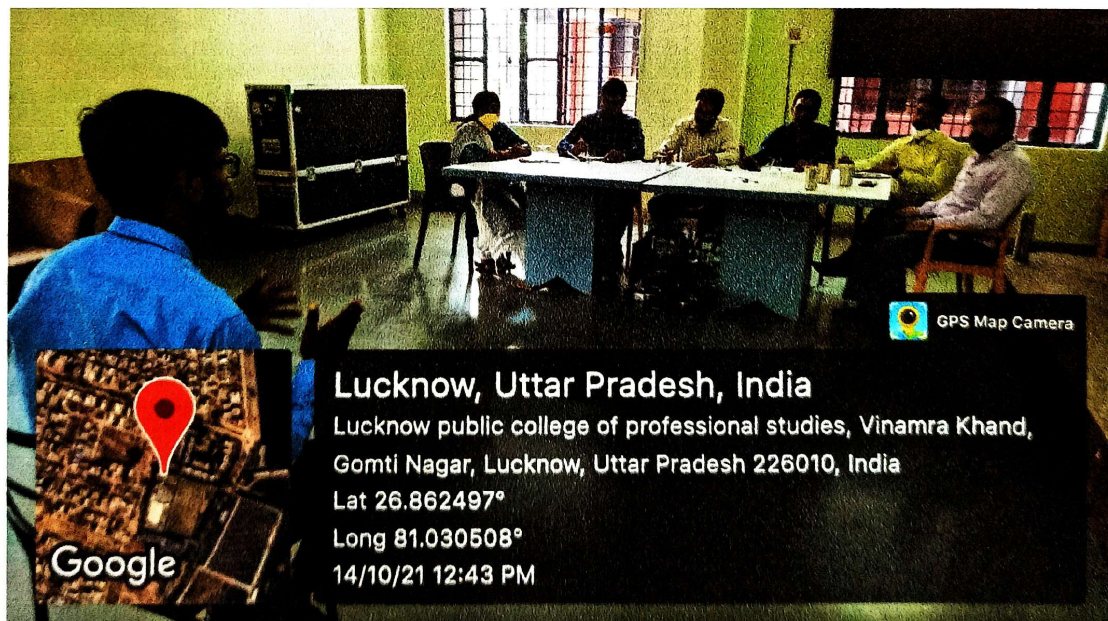 GPS Map Camera
Lucknow, Uttar Pradesh, India
Lucknow public college of professional studies, Vinamra Khand,
Gomti Nagar, Lucknow, Uttar Pradesh 226010, India
Lat 26.862497°
Long 81.030508°
14/10/21 12:43 PM
Google